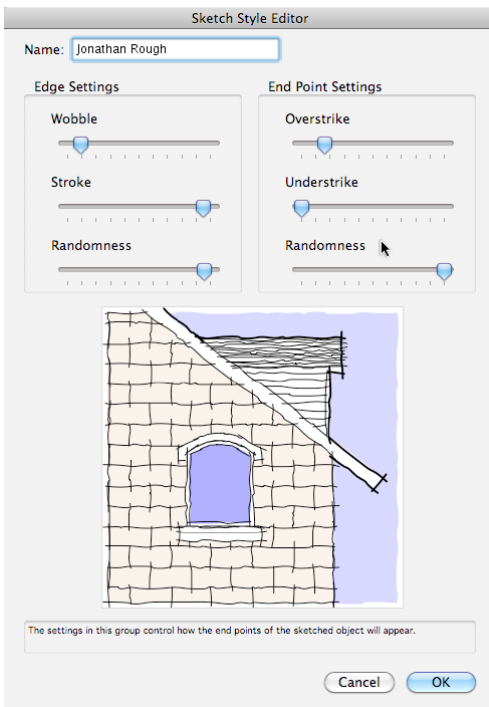 Sketch Style Editor
Name: Jonathan Rough
Edge Settings
Wobble
Stroke
Randomness
End Point Settings
Overstrike
Understrike
Randomness
The settings in this group control how the end points of the sketched object will appear.
Cancel OK